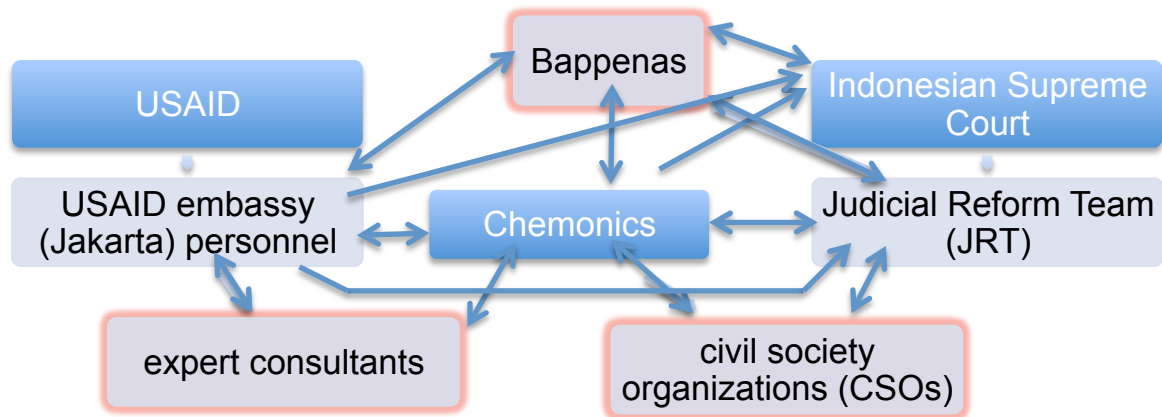 Bappenas
USAID
Indonesian Supreme
Court
USAID embassy
(Jakarta) personnel
Chemonics
Judicial Reform Team
(JRT)
expert consultants
civil society
organizations (CSOs)